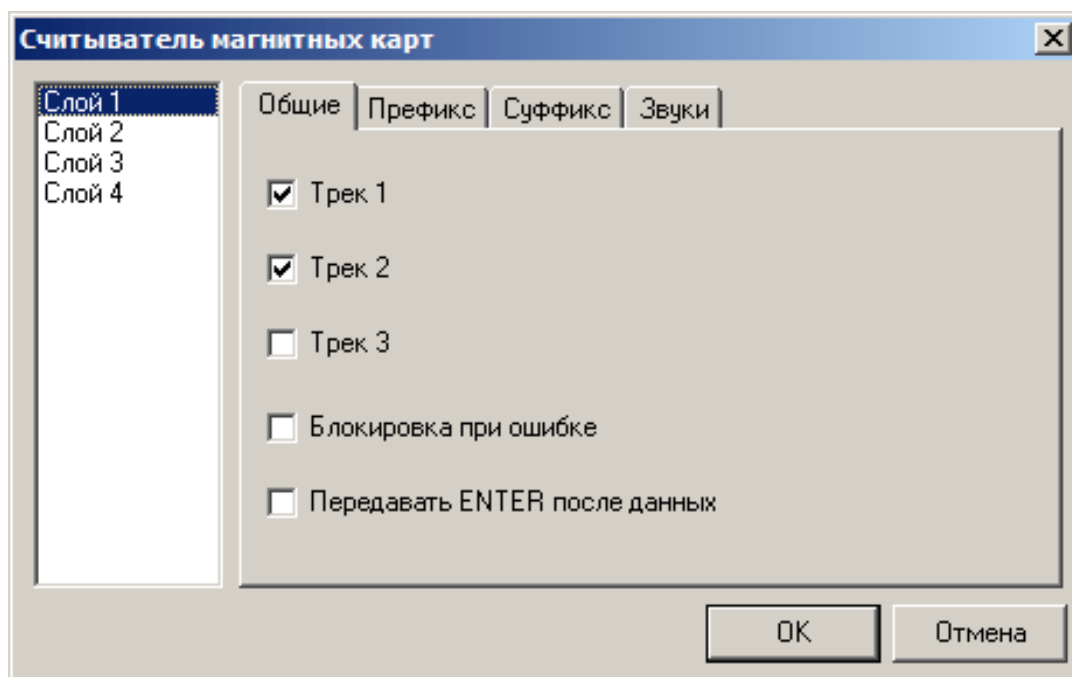 Считыватель магнитных карт
Слой 1
Слой 2
Слой 3
Слой 4
Общие
Префикс
Суффикс
Звуки
Трек 1
Трек 2
Трек 3
Блокировка при ошибке
Передавать ENTER после данных
OK
Отмена